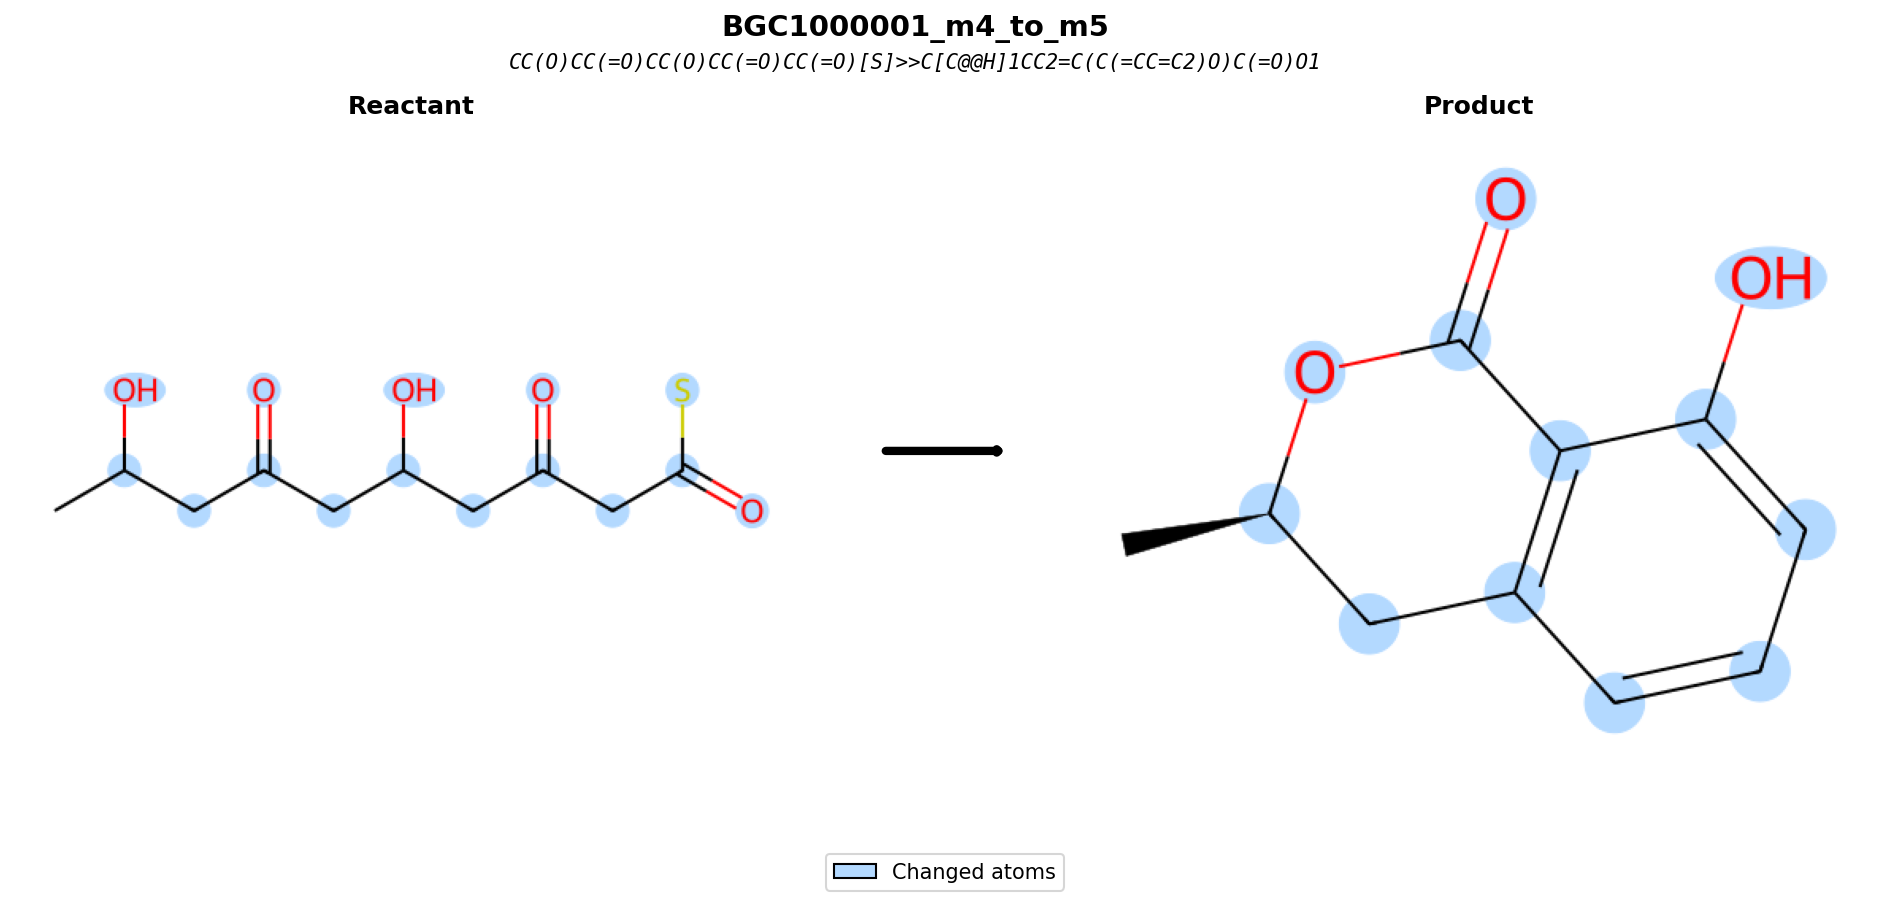 BGC1000001_m4_to_m5
CC(O)CC(=O)CC(O)CC(=O)CC(=O)[S]>>C[C@@H]1CC2=C(C(=CC=C2)O)C(=O)O1
Reactant
Product
O
OH
O
OH O OH O S
O
Changed atoms